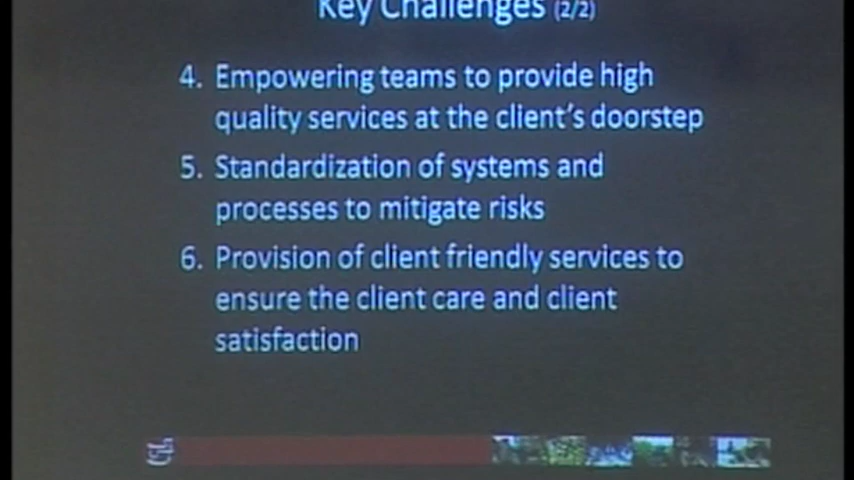 Key Challenges (2/2)
4. Empowering teams to provide high
quality services at the client's doorstep
5. Standardization of systems and
processes to mitigate risks
6. Provision of client friendly services to
ensure the client care and client
satisfaction